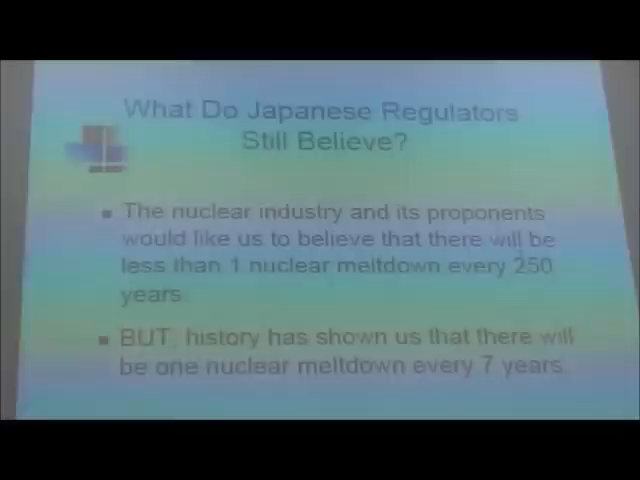 What Do Japanese Regulators
Still Believe?
The nuclear industry and its proponents
would like us to believe that there will be
less than 1 nuclear meltdown every 250
years.
BUT, history has shown us that there will
be one nuclear meltdown every 7 years.